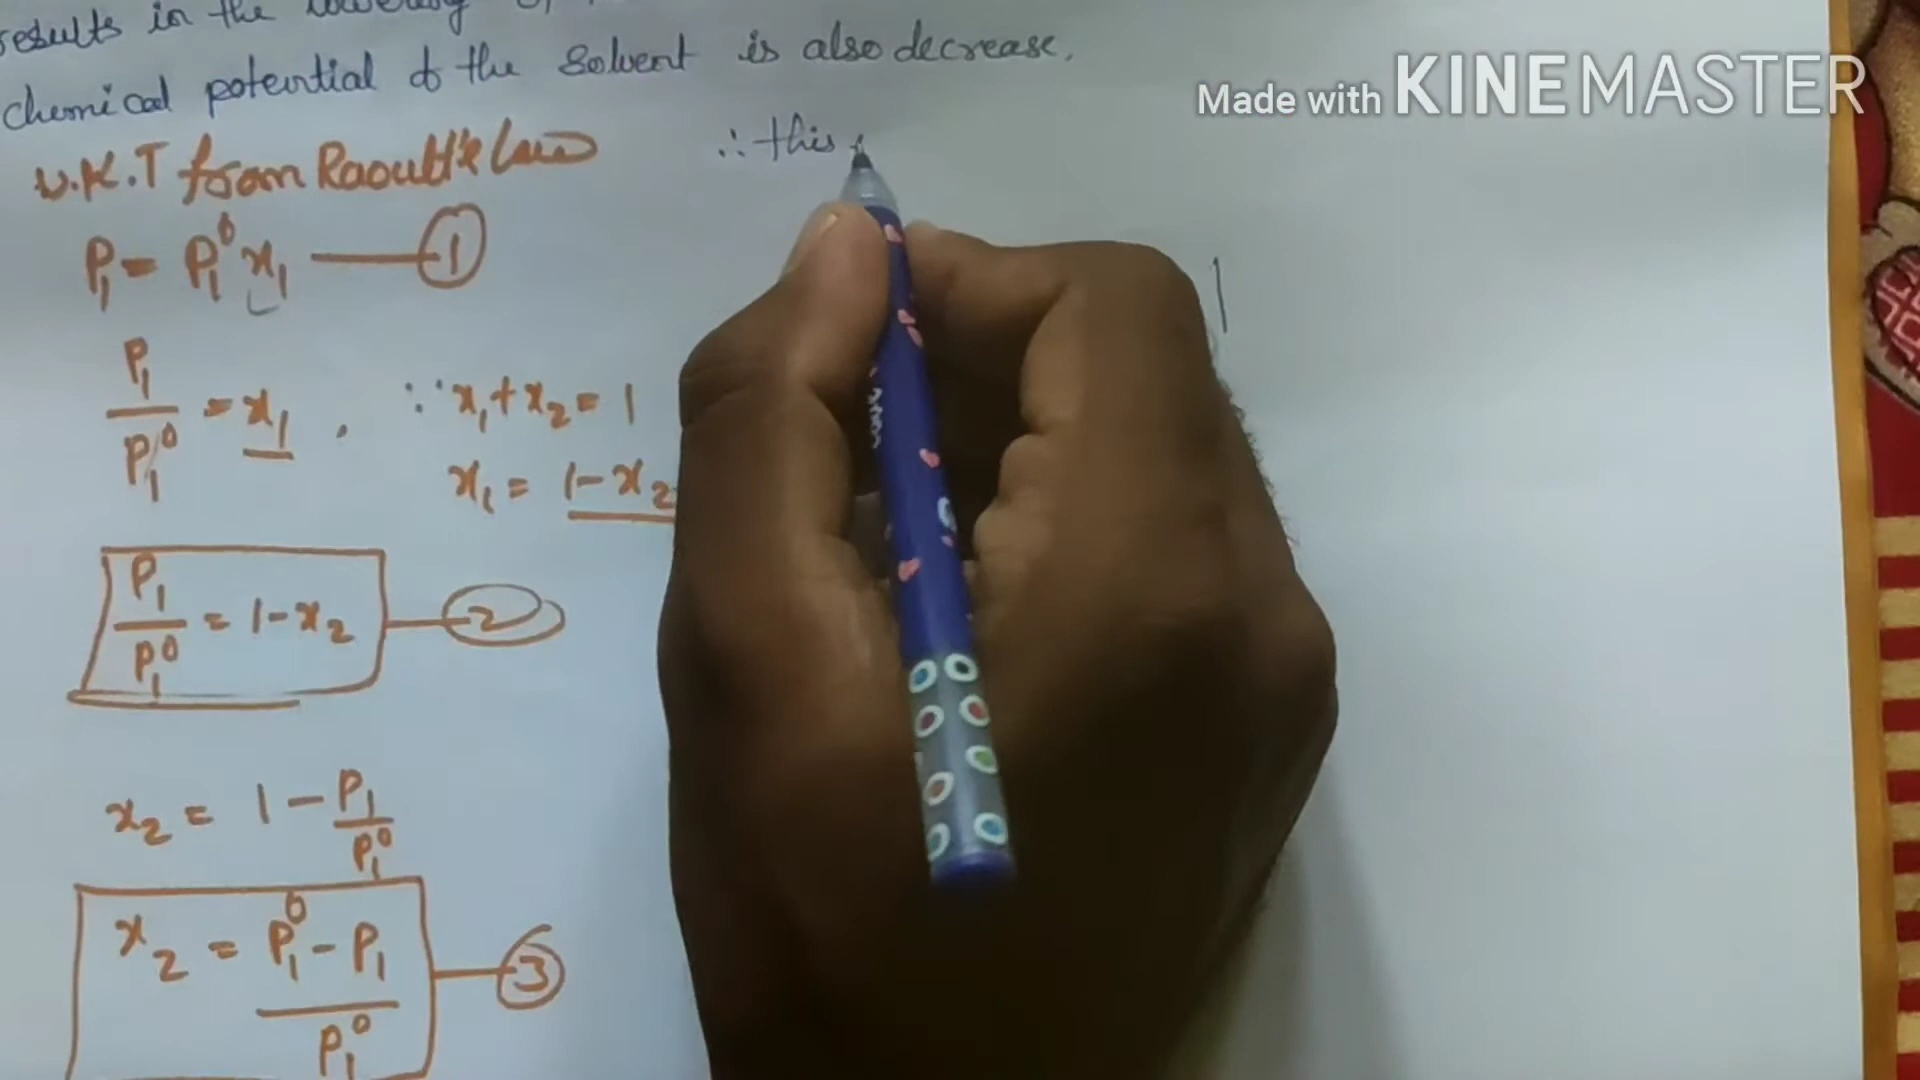 results in the lowering of
chemical potential of the solvent is also decrease.
Made with KINEMASTER
W.K.T from Raoult's Law
∴ this
P₁ = P₁⁰ x₁ — ①
P₁/P₁⁰ = x₁ , ∵ x₁ + x₂ = 1
x₁ = 1 - x₂
P₁/P₁⁰ = 1 - x₂ — ②
x₂ = 1 - P₁/P₁⁰
x₂ = P₁⁰ - P₁ / P₁⁰ — ③